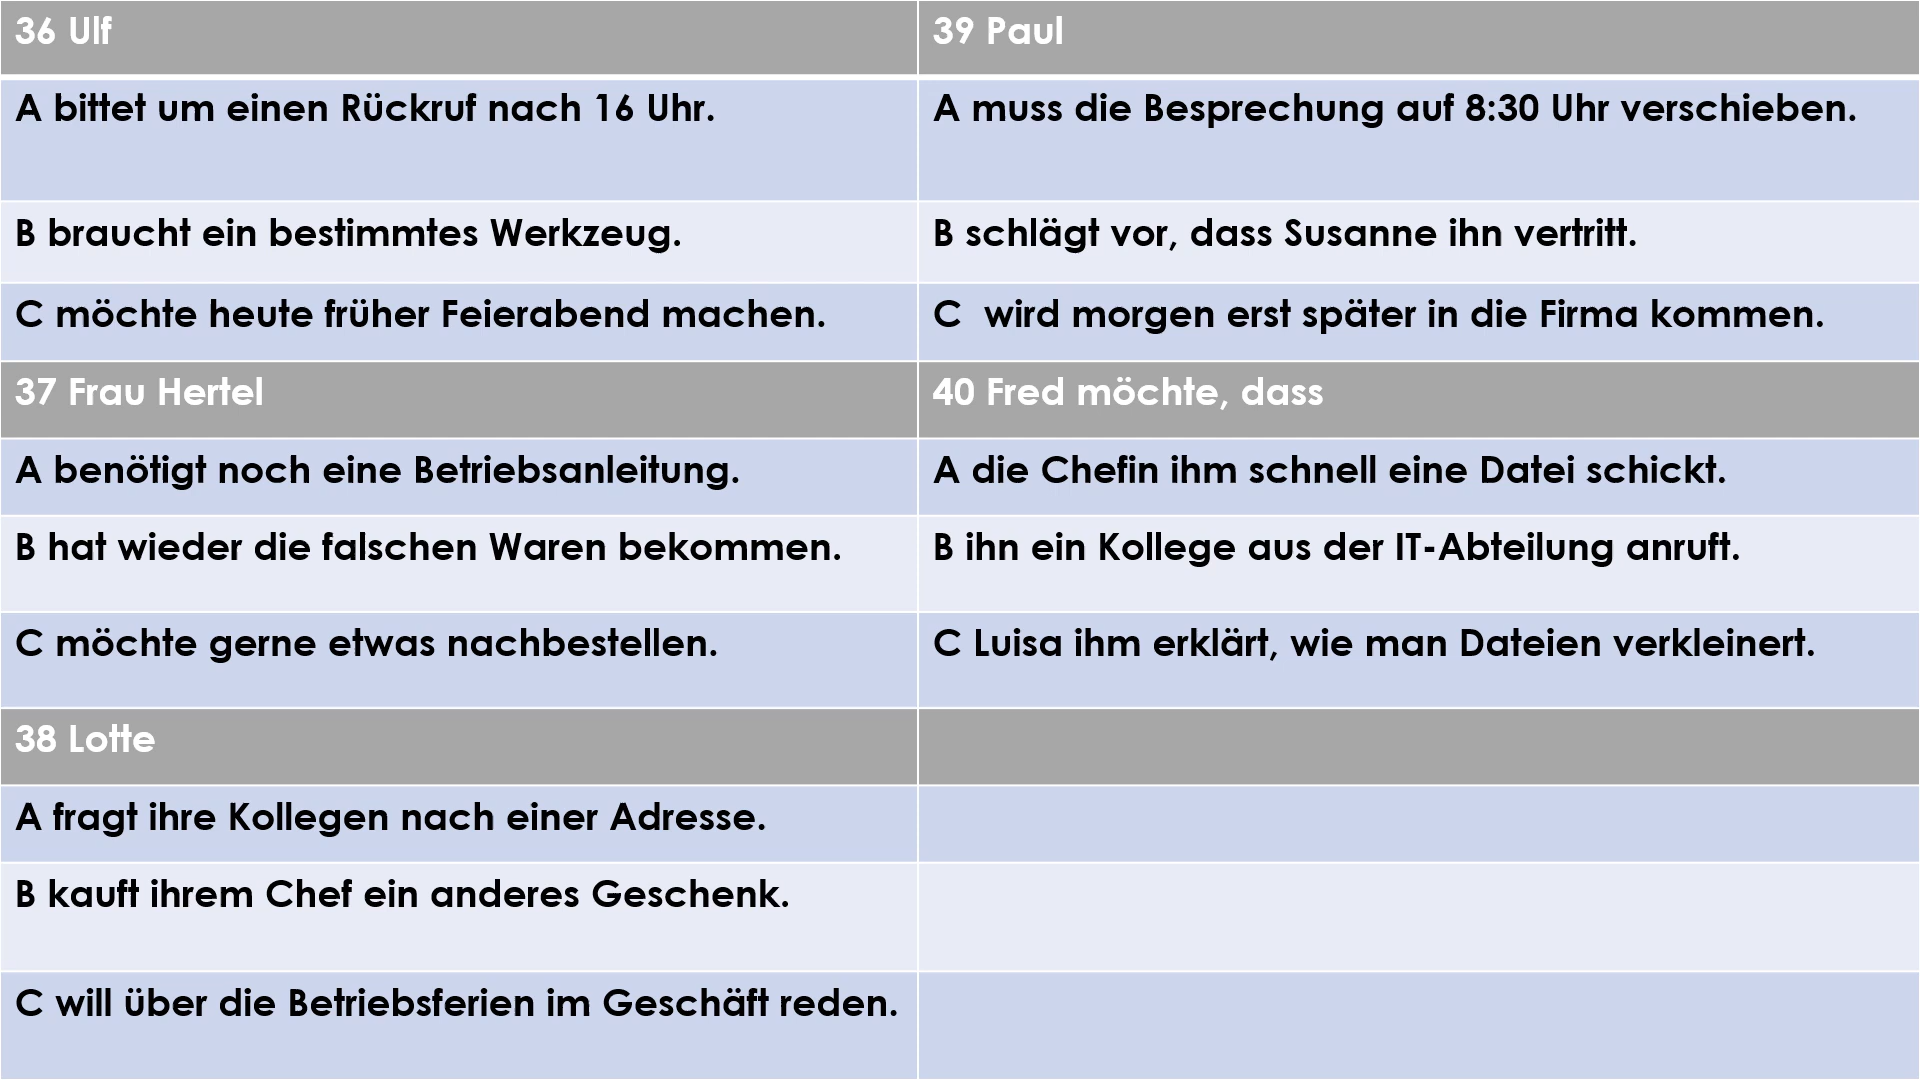 36 Ulf
A bittet um einen Rückruf nach 16 Uhr.
B braucht ein bestimmtes Werkzeug.
C möchte heute früher Feierabend machen.
37 Frau Hertel
A benötigt noch eine Betriebsanleitung.
B hat wieder die falschen Waren bekommen.
C möchte gerne etwas nachbestellen.
38 Lotte
A fragt ihre Kollegen nach einer Adresse.
B kauft ihrem Chef ein anderes Geschenk.
C will über die Betriebsferien im Geschäft reden.
39 Paul
A muss die Besprechung auf 8:30 Uhr verschieben.
B schlägt vor, dass Susanne ihn vertritt.
C wird morgen erst später in die Firma kommen.
40 Fred möchte, dass
A die Chefin ihm schnell eine Datei schickt.
B ihn ein Kollege aus der IT-Abteilung anruft.
C Luisa ihm erklärt, wie man Dateien verkleinert.